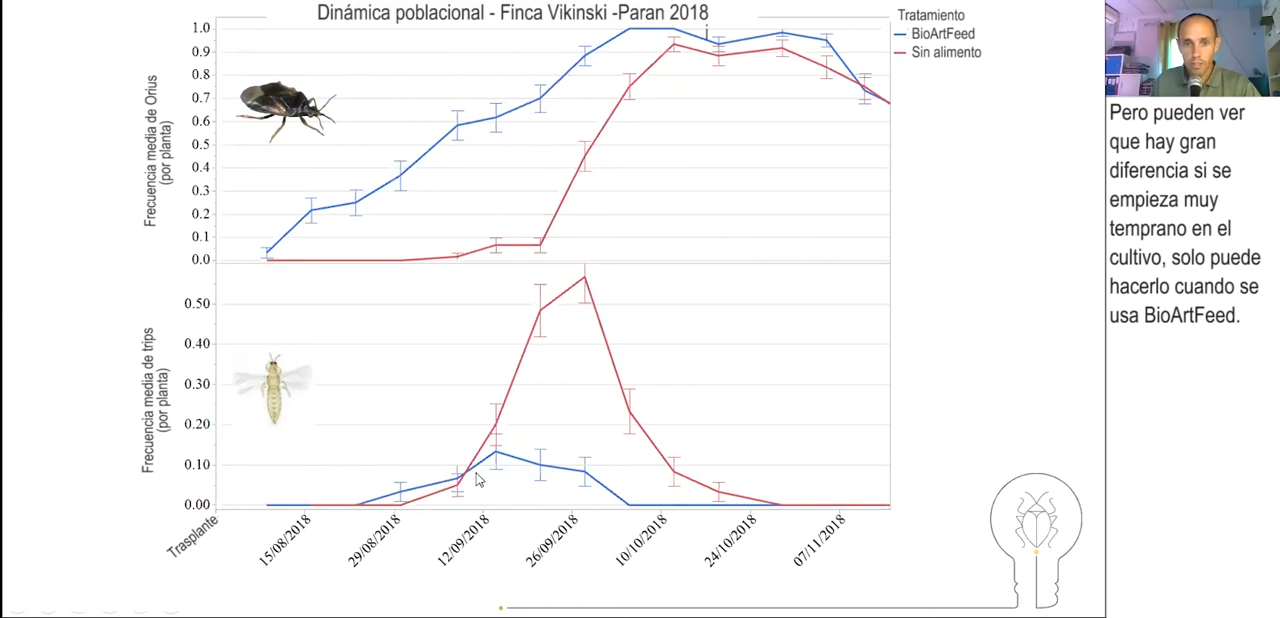 Dinámica poblacional - Finca Vikinski -Paran 2018
Tratamiento
BioArtFeed
Sin alimento
Frecuencia media de Orius
(por planta)
1.0
0.9
0.8
0.7
0.6
0.5
0.4
0.3
0.2
0.1
0.0
Frecuencia media de trips
(por planta)
0.50
0.40
0.30
0.20
0.10
0.00
Trasplante
15/08/2018
29/08/2018
12/09/2018
26/09/2018
10/10/2018
24/10/2018
07/11/2018
Pero pueden ver
que hay gran
diferencia si se
empieza muy
temprano en el
cultivo, solo puede
hacerlo cuando se
usa BioArtFeed.